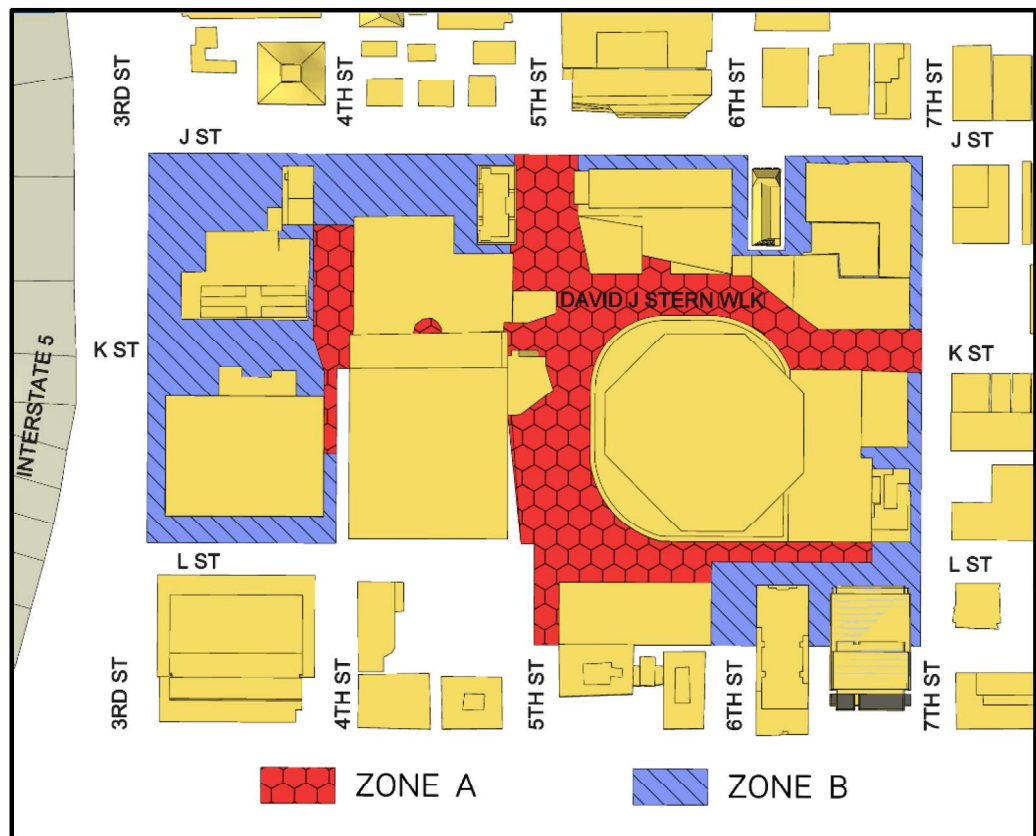 3RD ST
4TH ST
5TH ST
6TH ST
7TH ST
J ST
J ST
DAVID J STERN WLK
K ST
K ST
INTERSTATE 5
L ST
L ST
3RD ST
4TH ST
5TH ST
6TH ST
7TH ST
ZONE A
ZONE B